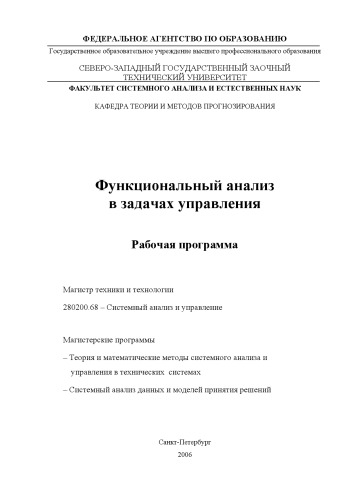 ФЕДЕРАЛЬНОЕ АГЕНТСТВО ПО ОБРАЗОВАНИЮ
Государственное образовательное учреждение высшего профессионального образования
СЕВЕРО-ЗАПАДНЫЙ ГОСУДАРСТВЕННЫЙ ЗАОЧНЫЙ
ТЕХНИЧЕСКИЙ УНИВЕРСИТЕТ
ФАКУЛЬТЕТ СИСТЕМНОГО АНАЛИЗА И ЕСТЕСТВЕННЫХ НАУК
КАФЕДРА ТЕОРИИ И МЕТОДОВ ПРОГНОЗИРОВАНИЯ
Функциональный анализ
в задачах управления
Рабочая программа
Магистр техники и технологии
280200.68 – Системный анализ и управление
Магистерские программы
– Теория и математические методы системного анализа и
управления в технических системах
– Системный анализ данных и моделей принятия решений
Санкт-Петербург
2006